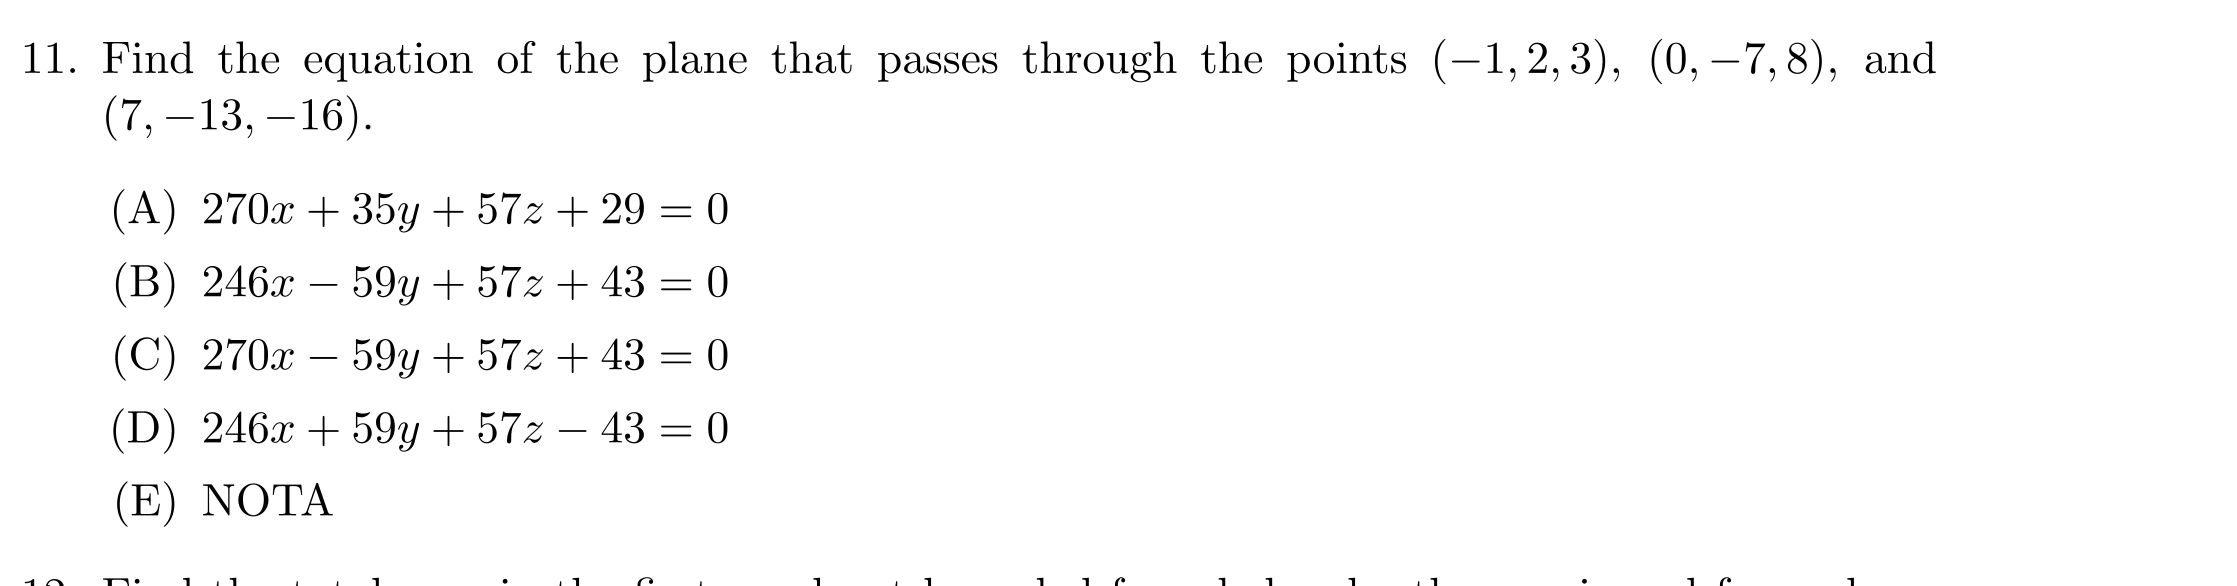 11. Find the equation of the plane that passes through the points (−1, 2, 3), (0, −7, 8), and
(7, −13, −16).
(A) 270x + 35y + 57z + 29 = 0
(B) 246x − 59y + 57z + 43 = 0
(C) 270x − 59y + 57z + 43 = 0
(D) 246x + 59y + 57z − 43 = 0
(E) NOTA